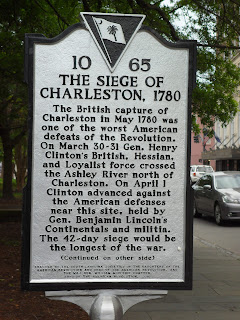 10 65
THE SIEGE OF
CHARLESTON, 1780
The British capture of
Charleston in May 1780 was
one of the worst American
defeats of the Revolution.
On March 30-31 Gen. Henry
Clinton's British, Hessian,
and Loyalist force crossed
the Ashley River north of
Charleston. On April 1
Clinton advanced against
the American defenses
near this site, held by
Gen. Benjamin Lincoln's
Continentals and militia.
The 42-day siege would be
the longest of the war.
(Continued on other side)